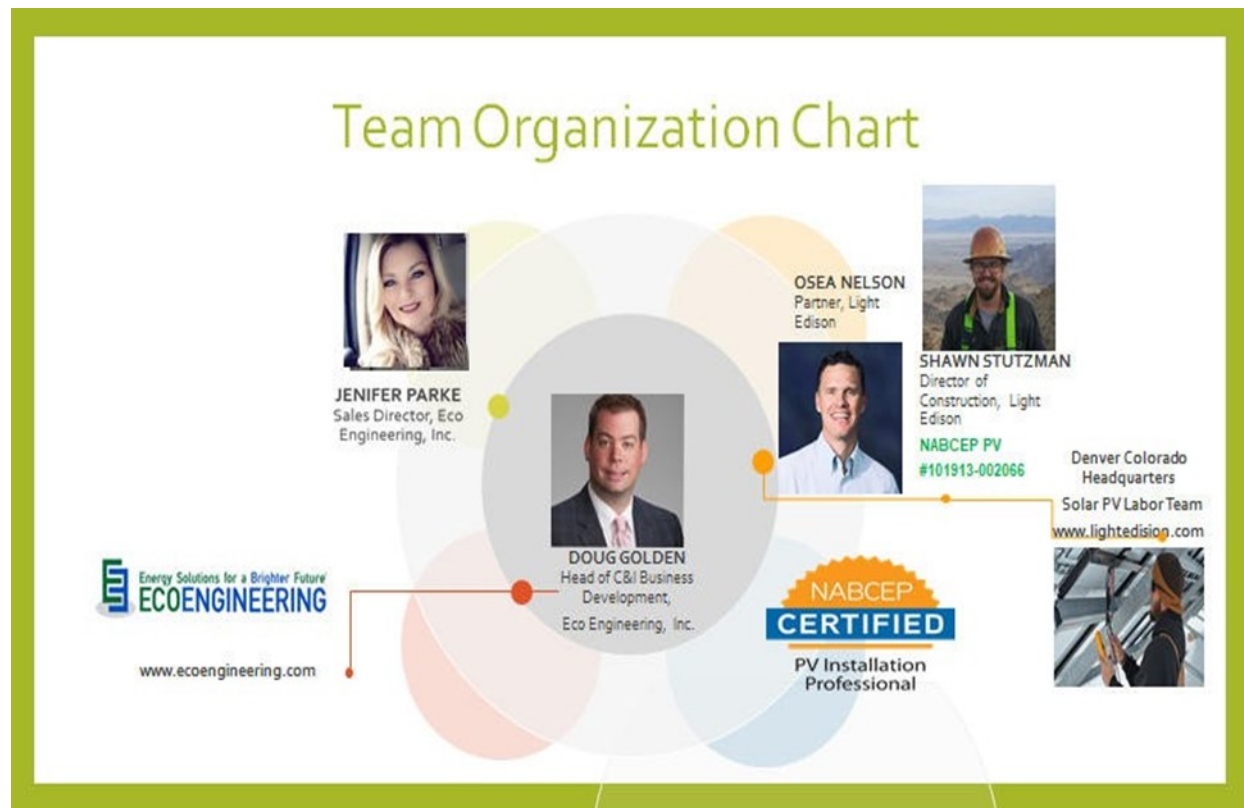 Team Organization Chart
JENIFER PARKE
Sales Director, Eco
Engineering, Inc.
OSEA NELSON
Partner, Light
Edison
SHAWN STUTZMAN
Director of
Construction, Light
Edison
NABCEP PV
#101913-002066
Denver Colorado
Headquarters
Solar PV Labor Team
www.lightedision.com
DOUG GOLDEN
Head of C&I Business
Development,
Eco Engineering, Inc.
Energy Solutions for a Brighter Future
ECOENGINEERING
www.ecoengineering.com
NABCEP
CERTIFIED
PV Installation
Professional